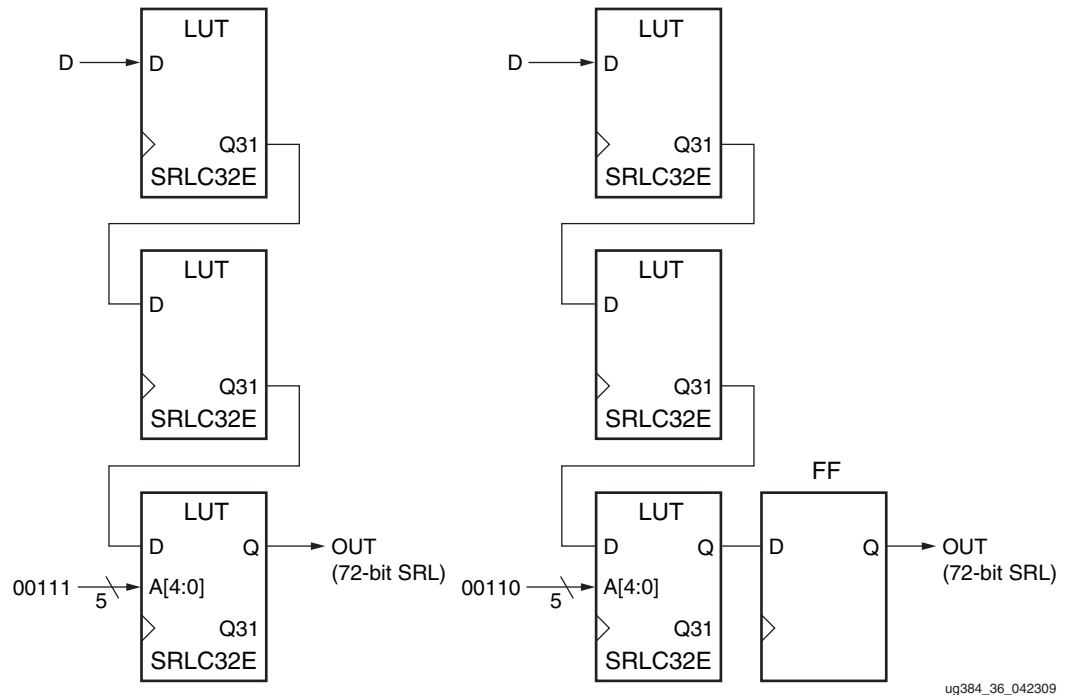 LUT
D
D
Q31
SRLC32E
LUT
D
Q31
SRLC32E
LUT
D
Q
OUT
(72-bit SRL)
00111
5
A[4:0]
Q31
SRLC32E
LUT
D
D
Q31
SRLC32E
LUT
D
Q31
SRLC32E
LUT
D
Q
00110
5
A[4:0]
Q31
SRLC32E
FF
D
Q
OUT
(72-bit SRL)
ug384_36_042309